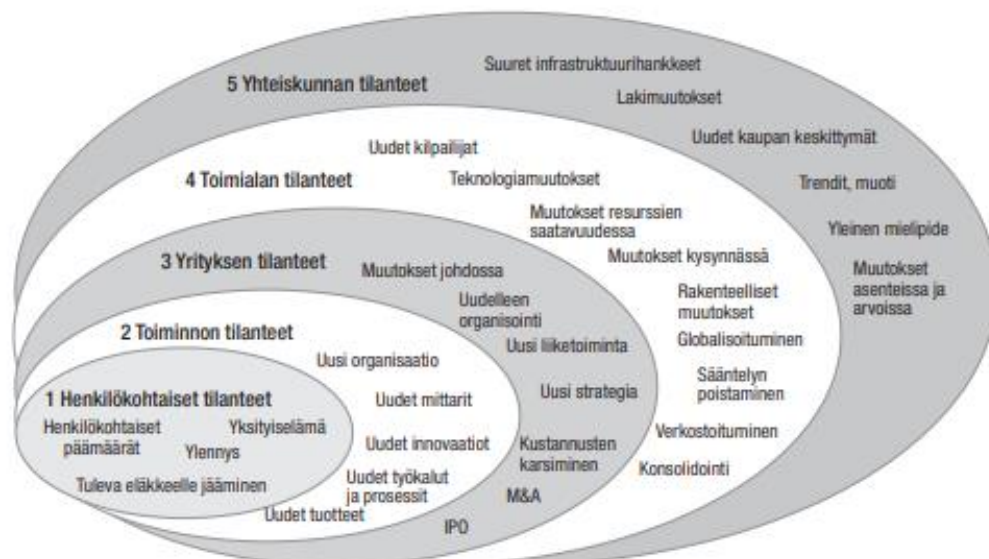 5 Yhteiskunnan tilanteet
Suuret infrastruktuurihankkeet
Lakimuutokset
Uudet kaupan keskittymät
Trendit, muoti
Yleinen mielipide
Muutokset
asenteissa ja
arvoissa
4 Toimialan tilanteet
Uudet kilpailijat
Teknologiamuutokset
Muutokset resurssien
saatavuudessa
Muutokset kysynnässä
Rakenteelliset
muutokset
Globalisoituminen
Sääntelyn
poistaminen
Verkostoituminen
Konsolidointi
3 Yrityksen tilanteet
Muutokset johdossa
Uudelleen
organisointi
Uusi liiketoiminta
Uusi strategia
Kustannusten
karsiminen
M&A
IPO
2 Toiminnon tilanteet
Uusi organisaatio
Uudet mittarit
Uudet innovaatiot
Uudet työkalut
ja prosessit
Uudet tuotteet
1 Henkilökohtaiset tilanteet
Henkilökohtaiset
päämäärät
Yksityiselämä
Ylennys
Tuleva eläkkeelle jääminen